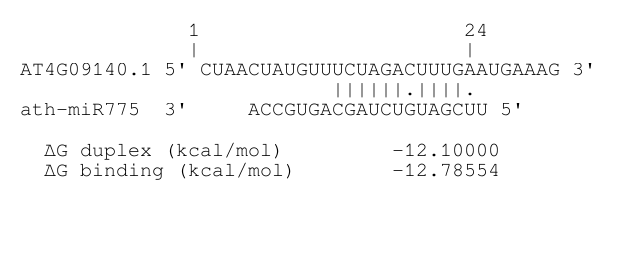 1 24
| |
AT4G09140.1 5' CUAACUAUGUUUCUAGACUUUGAAUGAAAG 3'
||||||.||||.
ath-miR775 3' ACCGUGACGAUCUGUAGCUU 5'
ΔG duplex (kcal/mol) -12.10000
ΔG binding (kcal/mol) -12.78554